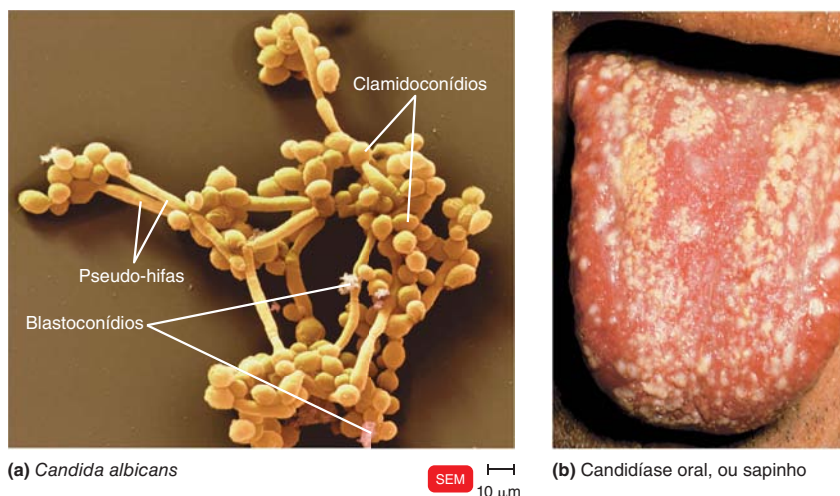 Clamidoconídios
Pseudo-hifas
Blastoconídios
(a) Candida albicans
SEM
10 μm
(b) Candidíase oral, ou sapinho